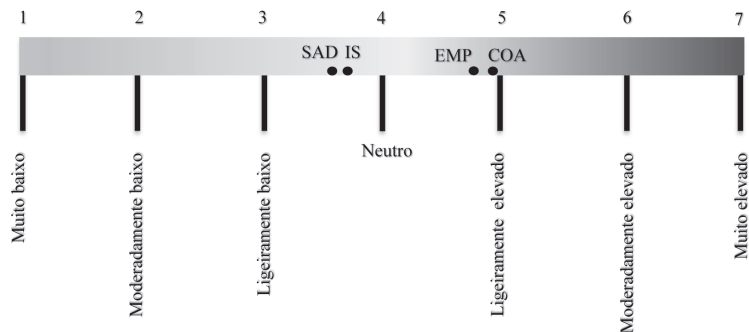 1 2 3 4 5 6 7
SAD IS EMP COA
Neutro
Muito baixo
Moderadamente baixo
Ligeiramente baixo
Ligeiramente elevado
Moderadamente elevado
Muito elevado